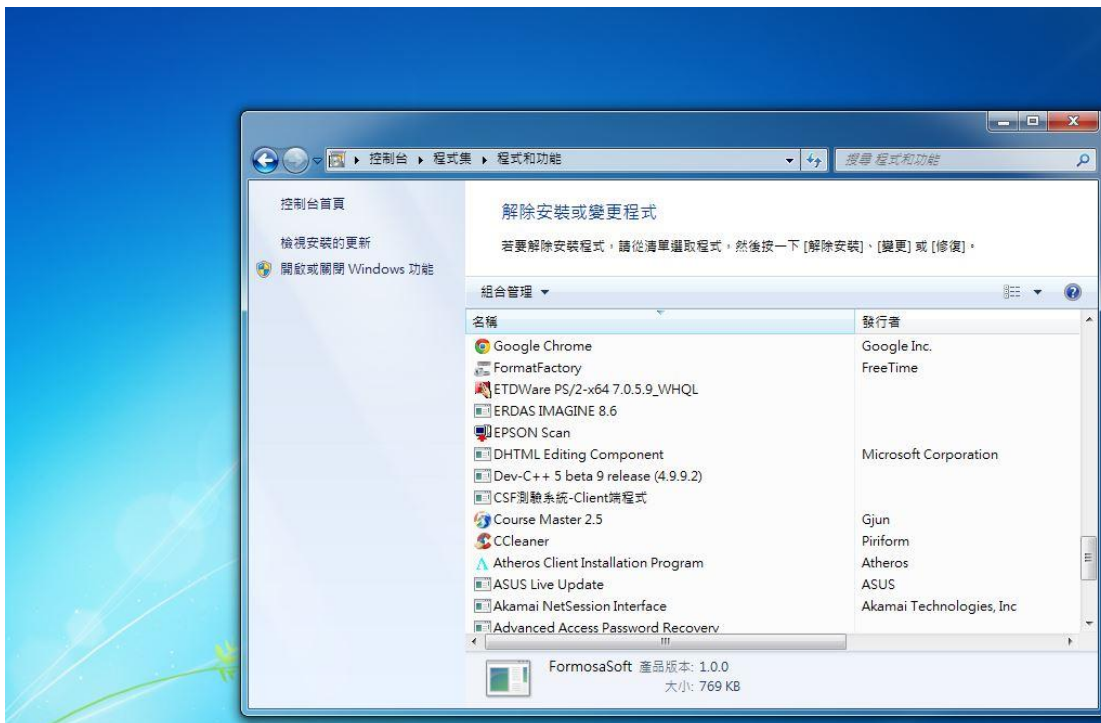 控制台 ▸ 程式集 ▸ 程式和功能
搜尋 程式和功能
控制台首頁
檢視安裝的更新
開啟或關閉 Windows 功能
解除安裝或變更程式
若要解除安裝程式，請從清單選取程式，然後按一下 [解除安裝]、[變更] 或 [修復]。
組合管理
名稱 發行者
Google Chrome Google Inc.
FormatFactory FreeTime
ETDWare PS/2-x64 7.0.5.9_WHQL
ERDAS IMAGINE 8.6
EPSON Scan
DHTML Editing Component Microsoft Corporation
Dev-C++ 5 beta 9 release (4.9.9.2)
CSF測驗系統-Client端程式
Course Master 2.5 Gjun
CCleaner Piriform
Atheros Client Installation Program Atheros
ASUS Live Update ASUS
Akamai NetSession Interface Akamai Technologies, Inc
Advanced Access Password Recovery
FormosaSoft 產品版本: 1.0.0
大小: 769 KB